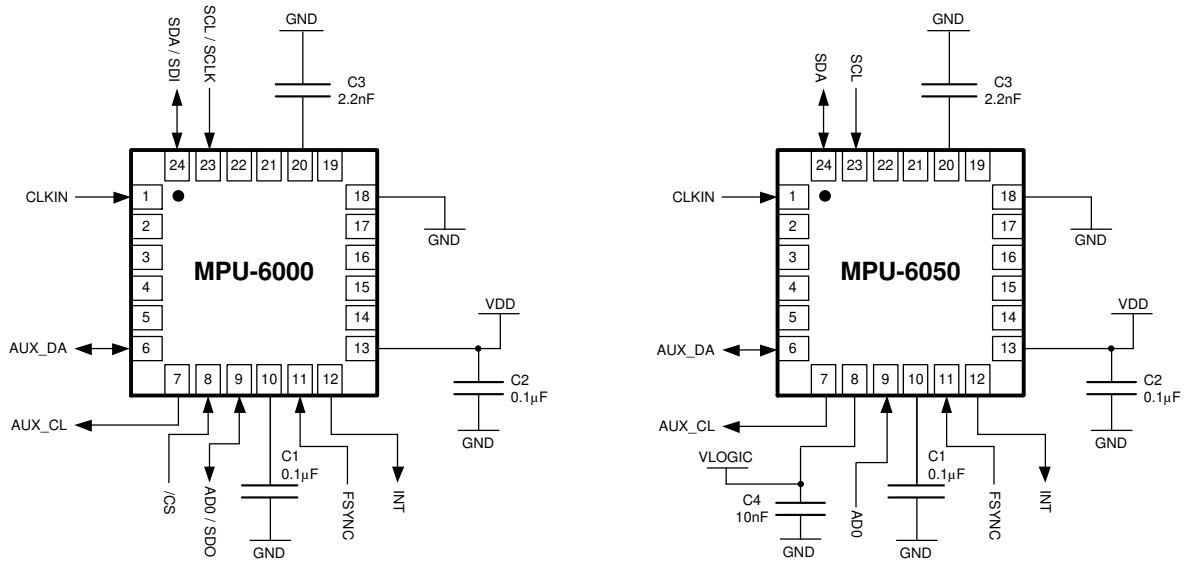 SDA / SDI
SCL / SCLK
GND
C3
2.2nF
24 23 22 21 20 19
CLKIN
1
2
3
4
5
6
18
17
16
15
14
13
GND
MPU-6000
VDD
AUX_DA
C2
0.1µF
GND
7 8 9 10 11 12
AUX_CL
/CS
AD0 / SDO
C1
0.1µF
GND
FSYNC
INT
SDA
SCL
GND
C3
2.2nF
24 23 22 21 20 19
CLKIN
1
2
3
4
5
6
18
17
16
15
14
13
GND
MPU-6050
VDD
AUX_DA
C2
0.1µF
GND
7 8 9 10 11 12
AUX_CL
VLOGIC
C4
10nF
GND
AD0
C1
0.1µF
GND
FSYNC
INT